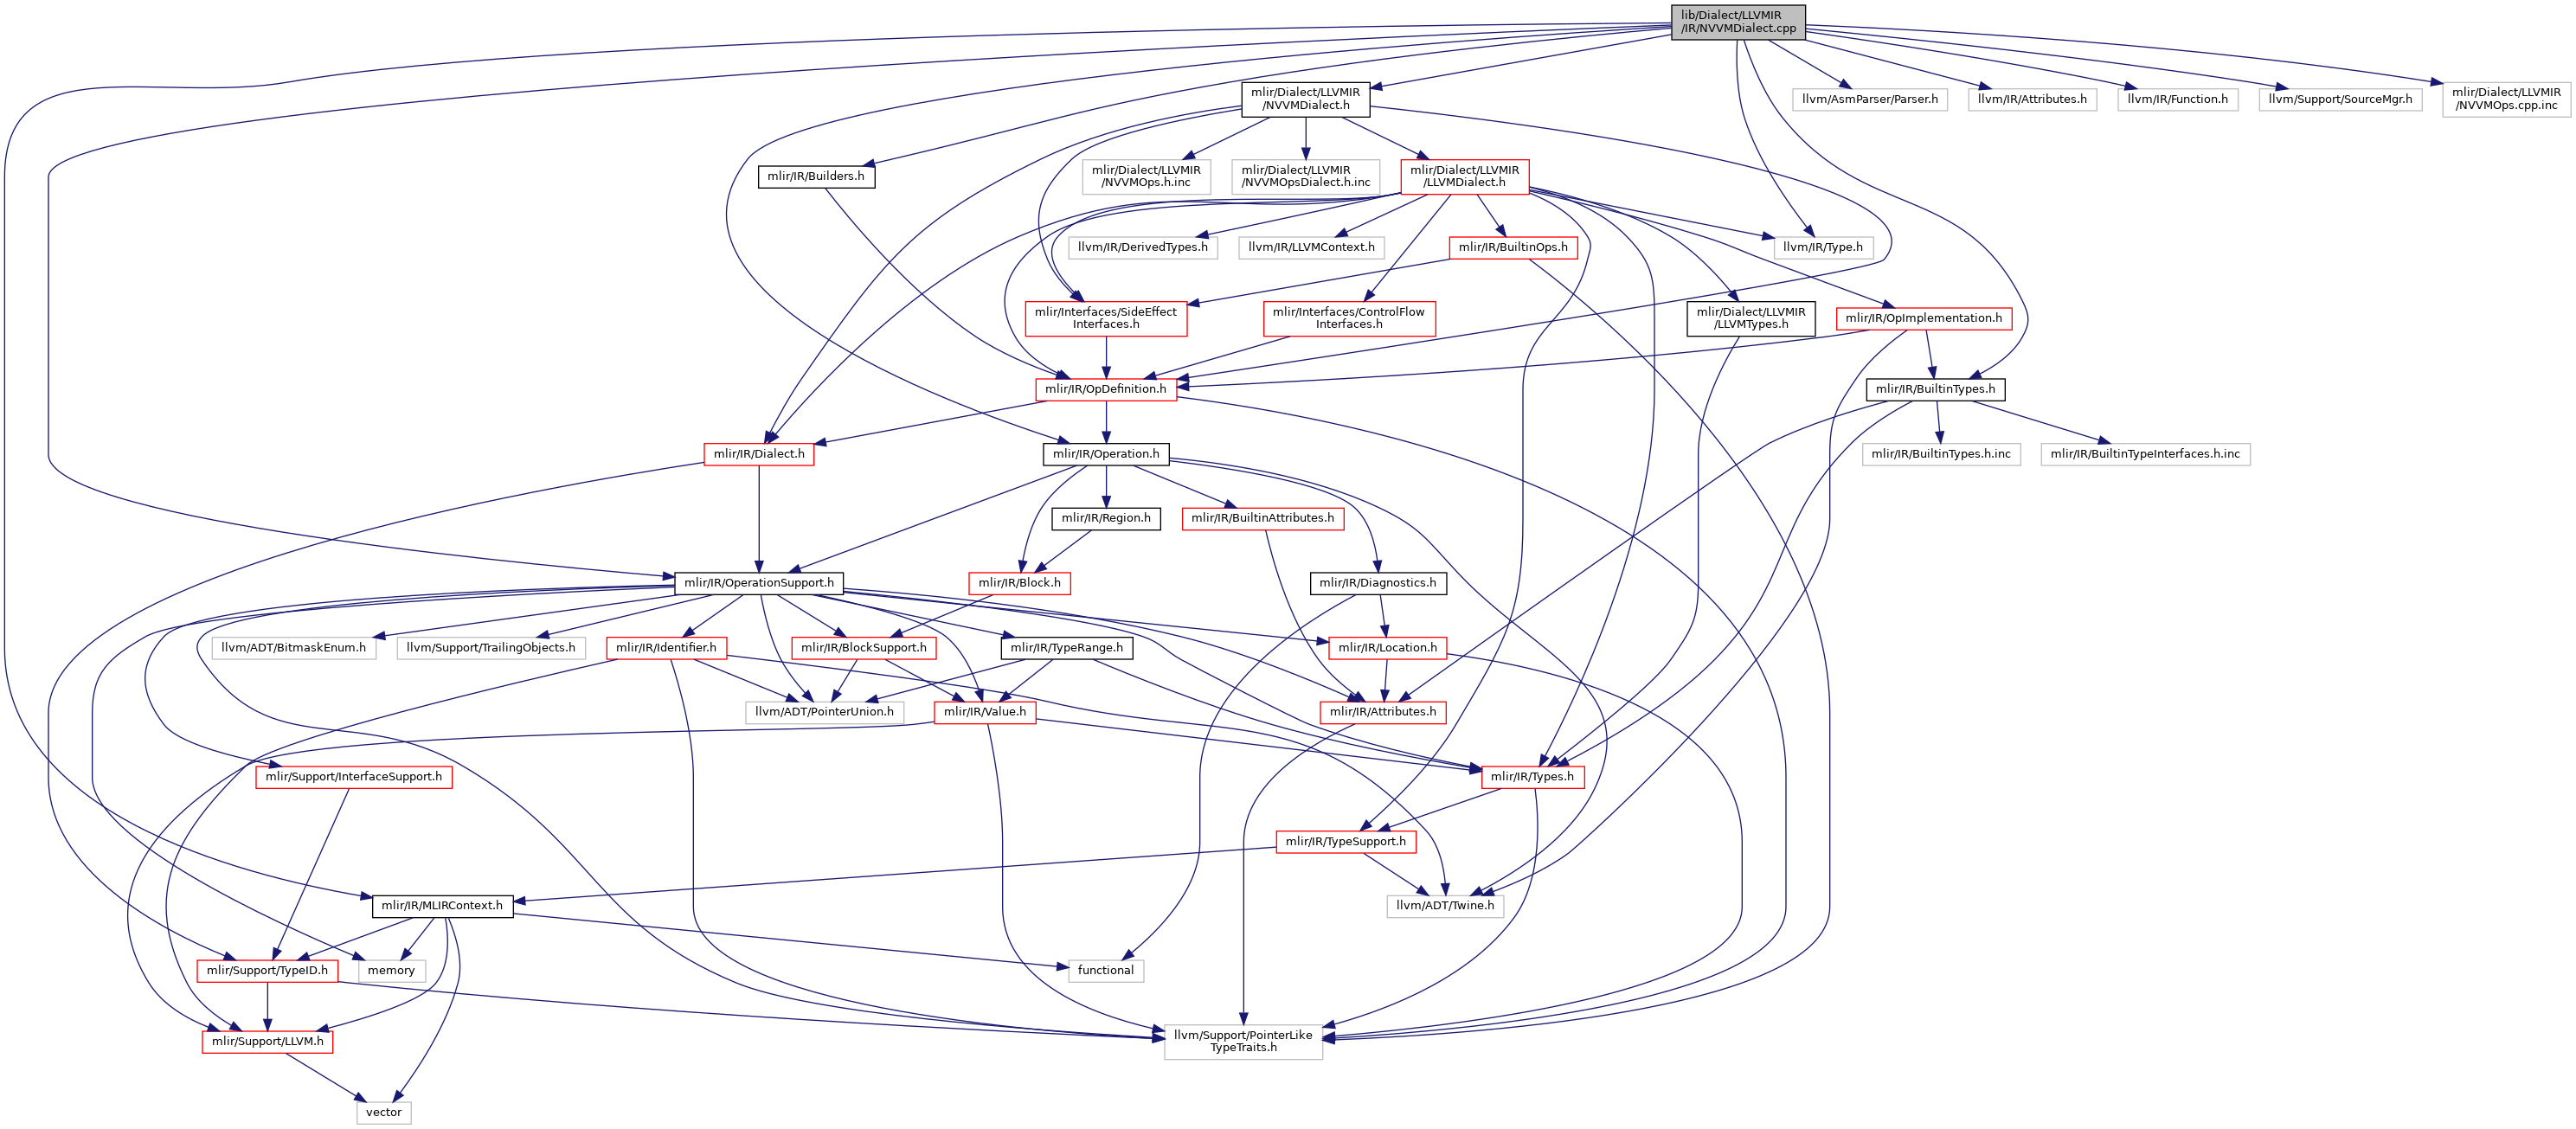 lib/Dialect/LLVMIR
/IR/NVVMDialect.cpp
mlir/Dialect/LLVMIR
/NVVMDialect.h
llvm/AsmParser/Parser.h
llvm/IR/Attributes.h
llvm/IR/Function.h
llvm/Support/SourceMgr.h
mlir/Dialect/LLVMIR
/NVVMOps.cpp.inc
mlir/IR/Builders.h
mlir/Dialect/LLVMIR
/NVVMOps.h.inc
mlir/Dialect/LLVMIR
/NVVMOpsDialect.h.inc
mlir/Dialect/LLVMIR
/LLVMDialect.h
llvm/IR/DerivedTypes.h
llvm/IR/LLVMContext.h
mlir/IR/BuiltinOps.h
llvm/IR/Type.h
mlir/Interfaces/SideEffect
Interfaces.h
mlir/Interfaces/ControlFlow
Interfaces.h
mlir/Dialect/LLVMIR
/LLVMTypes.h
mlir/IR/OpImplementation.h
mlir/IR/OpDefinition.h
mlir/IR/BuiltinTypes.h
mlir/IR/Dialect.h
mlir/IR/Operation.h
mlir/IR/BuiltinTypes.h.inc
mlir/IR/BuiltinTypeInterfaces.h.inc
mlir/IR/Region.h
mlir/IR/BuiltinAttributes.h
mlir/IR/OperationSupport.h
mlir/IR/Block.h
mlir/IR/Diagnostics.h
llvm/ADT/BitmaskEnum.h
llvm/Support/TrailingObjects.h
mlir/IR/Identifier.h
mlir/IR/BlockSupport.h
mlir/IR/TypeRange.h
mlir/IR/Location.h
llvm/ADT/PointerUnion.h
mlir/IR/Value.h
mlir/IR/Attributes.h
mlir/Support/InterfaceSupport.h
mlir/IR/Types.h
mlir/IR/TypeSupport.h
mlir/IR/MLIRContext.h
llvm/ADT/Twine.h
mlir/Support/TypeID.h
memory
functional
mlir/Support/LLVM.h
llvm/Support/PointerLike
TypeTraits.h
vector